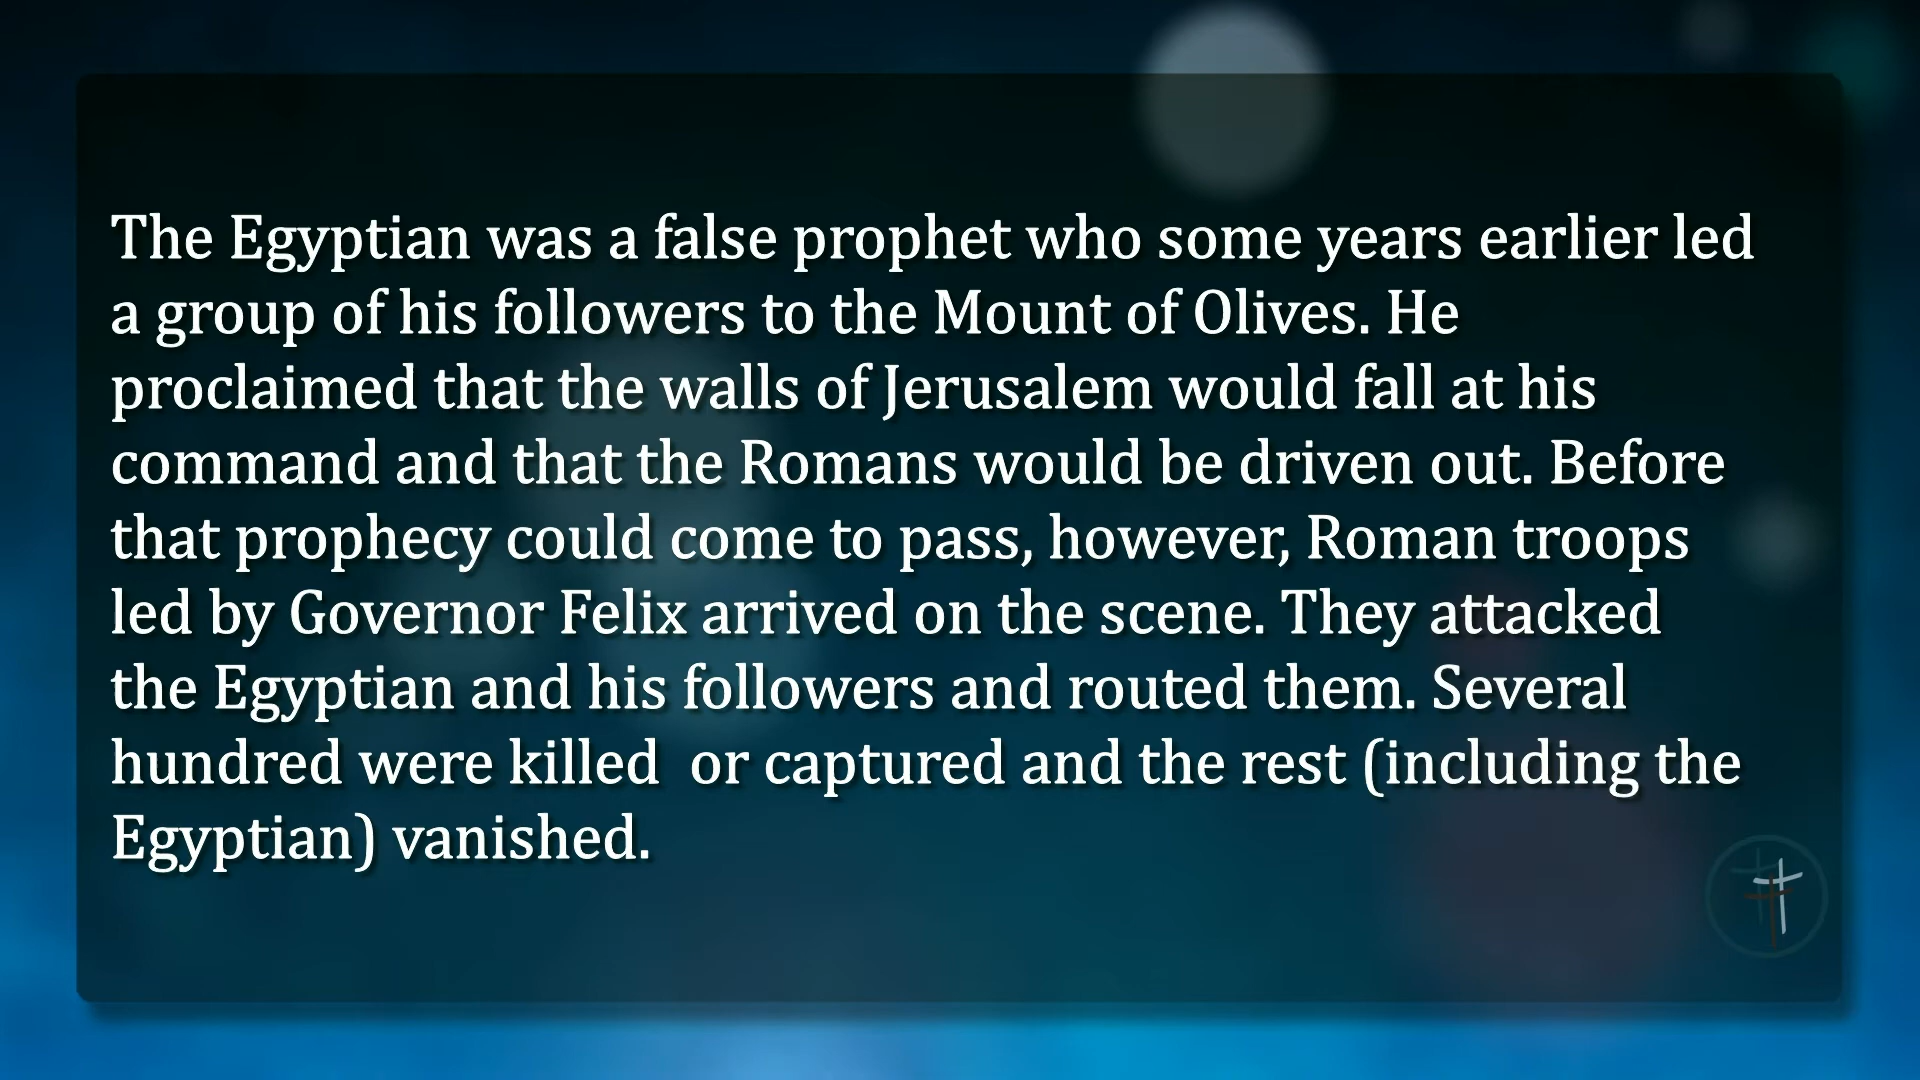 The Egyptian was a false prophet who some years earlier led
a group of his followers to the Mount of Olives. He
proclaimed that the walls of Jerusalem would fall at his
command and that the Romans would be driven out. Before
that prophecy could come to pass, however, Roman troops
led by Governor Felix arrived on the scene. They attacked
the Egyptian and his followers and routed them. Several
hundred were killed  or captured and the rest (including the
Egyptian) vanished.